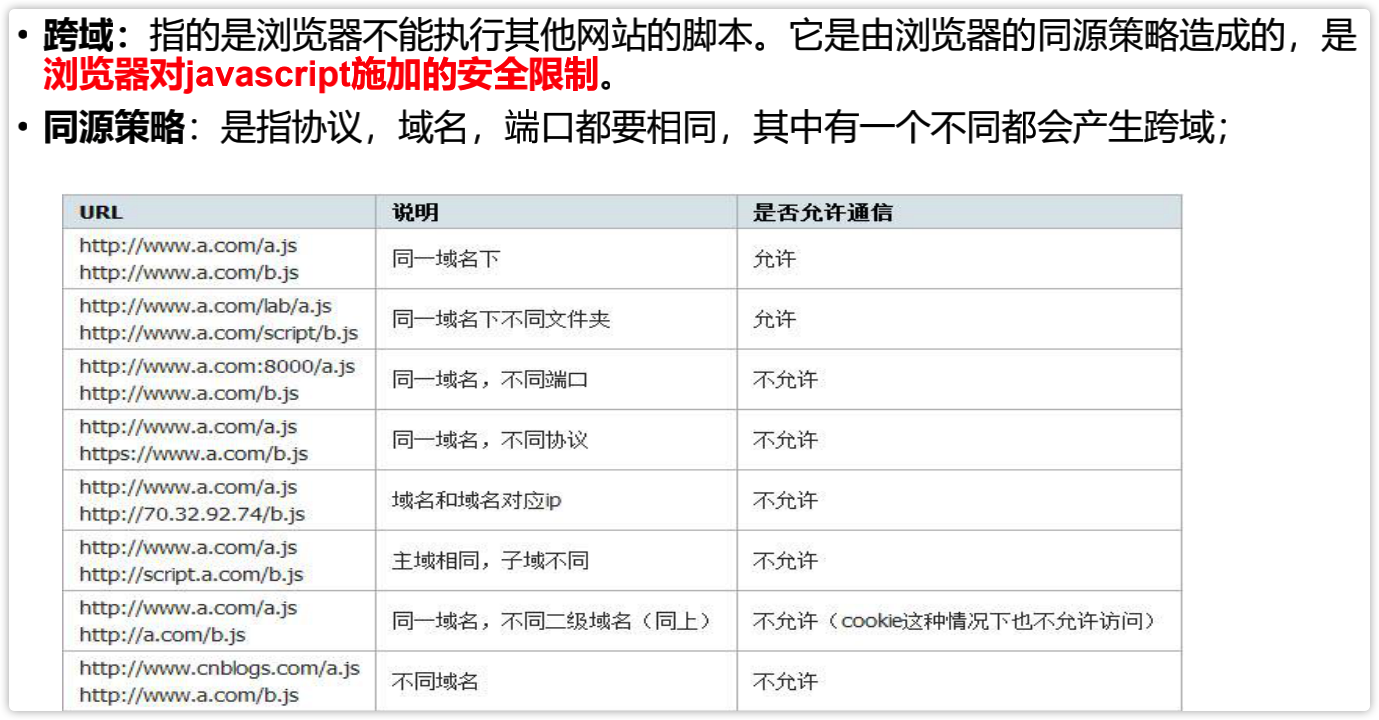 • 跨域：指的是浏览器不能执行其他网站的脚本。它是由浏览器的同源策略造成的，是
浏览器对javascript施加的安全限制。
• 同源策略：是指协议，域名，端口都要相同，其中有一个不同都会产生跨域；
URL 说明 是否允许通信
http://www.a.com/a.js
http://www.a.com/b.js
同一域名下 允许
http://www.a.com/lab/a.js
http://www.a.com/script/b.js
同一域名下不同文件夹 允许
http://www.a.com:8000/a.js
http://www.a.com/b.js
同一域名，不同端口 不允许
http://www.a.com/a.js
https://www.a.com/b.js
同一域名，不同协议 不允许
http://www.a.com/a.js
http://70.32.92.74/b.js
域名和域名对应ip 不允许
http://www.a.com/a.js
http://script.a.com/b.js
主域相同，子域不同 不允许
http://www.a.com/a.js
http://a.com/b.js
同一域名，不同二级域名（同上） 不允许（cookie这种情况下也不允许访问）
http://www.cnblogs.com/a.js
http://www.a.com/b.js
不同域名 不允许